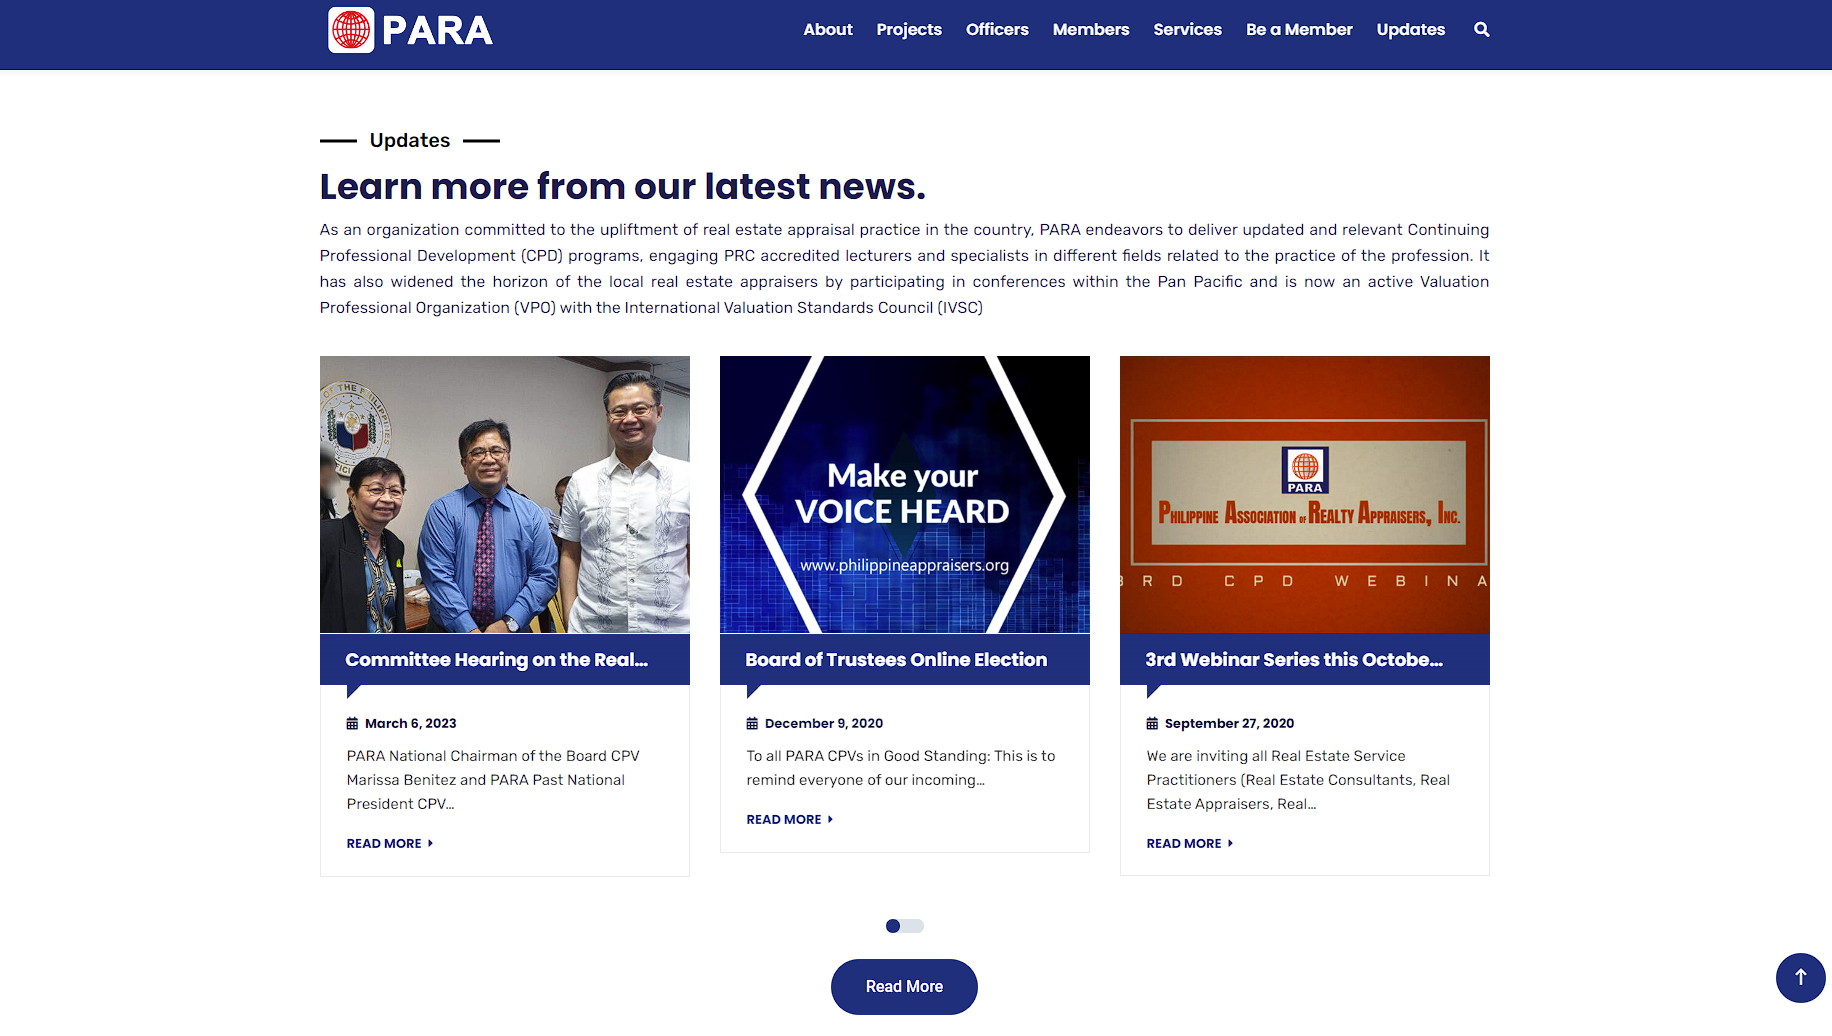 PARA
About Projects Officers Members Services Be a Member Updates
Updates
Learn more from our latest news.
As an organization committed to the upliftment of real estate appraisal practice in the country, PARA endeavors to deliver updated and relevant Continuing
Professional Development (CPD) programs, engaging PRC accredited lecturers and specialists in different fields related to the practice of the profession. It
has also widened the horizon of the local real estate appraisers by participating in conferences within the Pan Pacific and is now an active Valuation
Professional Organization (VPO) with the International Valuation Standards Council (IVSC)
OF THE PHILIPPINES
Committee Hearing on the Real...
March 6, 2023
PARA National Chairman of the Board CPV
Marissa Benitez and PARA Past National
President CPV...
READ MORE
Make your
VOICE HEARD
www.philippineappraisers.org
Board of Trustees Online Election
December 9, 2020
To all PARA CPVs in Good Standing: This is to
remind everyone of our incoming...
READ MORE
PARA
PHILIPPINE ASSOCIATION OF REALTY APPRAISERS, INC.
3RD CPD WEBINA
3rd Webinar Series this Octobe...
September 27, 2020
We are inviting all Real Estate Service
Practitioners (Real Estate Consultants, Real
Estate Appraisers, Real...
READ MORE
Read More